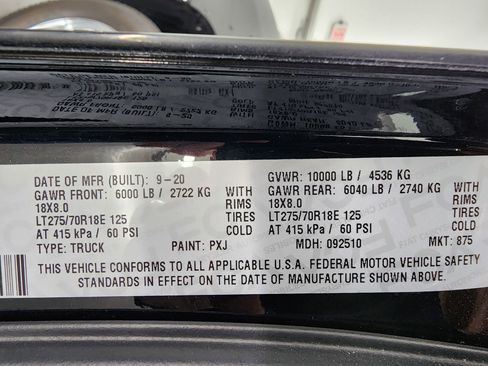 DATE OF MFR (BUILT): 9-20 GVWR: 10000 LB / 4536 KG
GAWR FRONT: 6000 LB / 2722 KG WITH GAWR REAR: 6040 LB / 2740 KG WITH
18X8.0 RIMS 18X8.0 RIMS
LT275/70R18E 125 TIRES LT275/70R18E 125 TIRES
AT 415 kPa / 60 PSI COLD AT 415 kPa / 60 PSI COLD
TYPE: TRUCK PAINT: PXJ MDH: 092510 MKT: 875
THIS VEHICLE CONFORMS TO ALL APPLICABLE U.S.A. FEDERAL MOTOR VEHICLE SAFETY
STANDARDS IN EFFECT ON THE DATE OF MANUFACTURE SHOWN ABOVE.